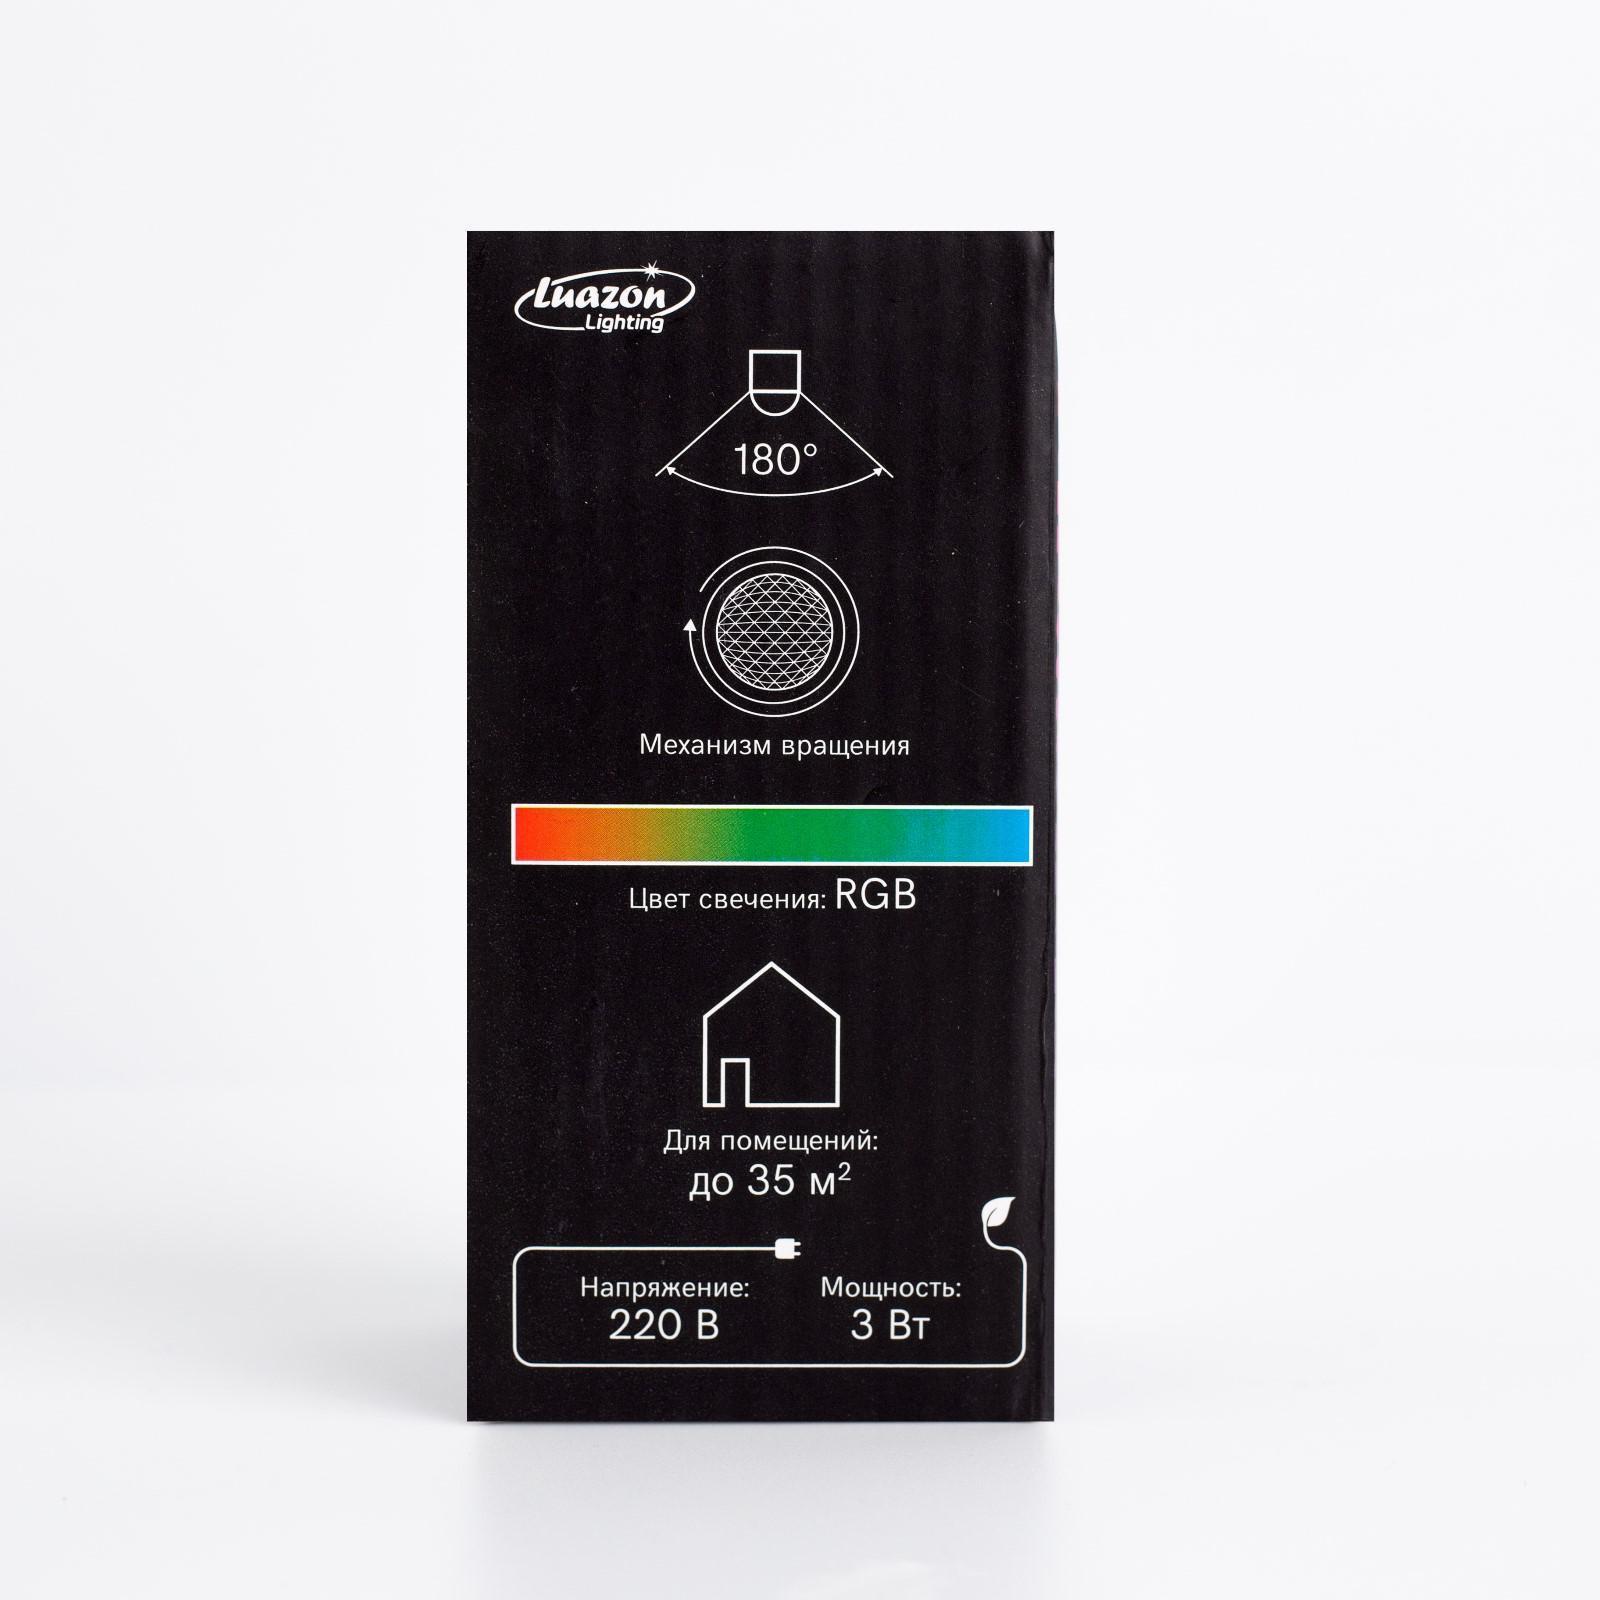 Luazon
Lighting
180°
Механизм вращения
Цвет свечения: RGB
Для помещений:
до 35 м²
Напряжение: Мощность:
220 В 3 Вт